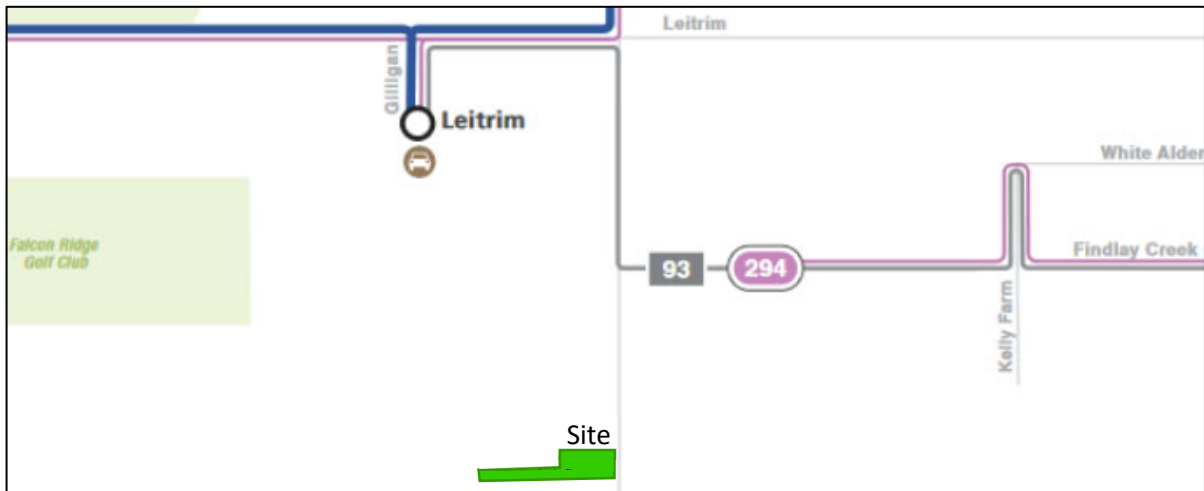 Leitrim
Gilligan
Leitrim
White Alder
Falcon Ridge
Golf Club
Findlay Creek
93
294
Kelly Farm
Site